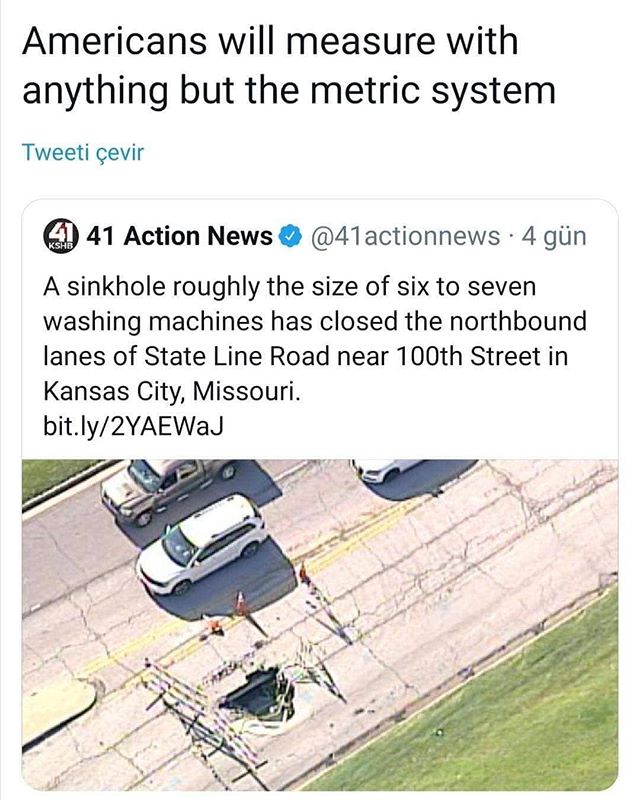 Americans will measure with
anything but the metric system
Tweeti çevir
41 KSHB
41 Action News @41actionnews · 4 gün
A sinkhole roughly the size of six to seven
washing machines has closed the northbound
lanes of State Line Road near 100th Street in
Kansas City, Missouri.
bit.ly/2YAEWaJ